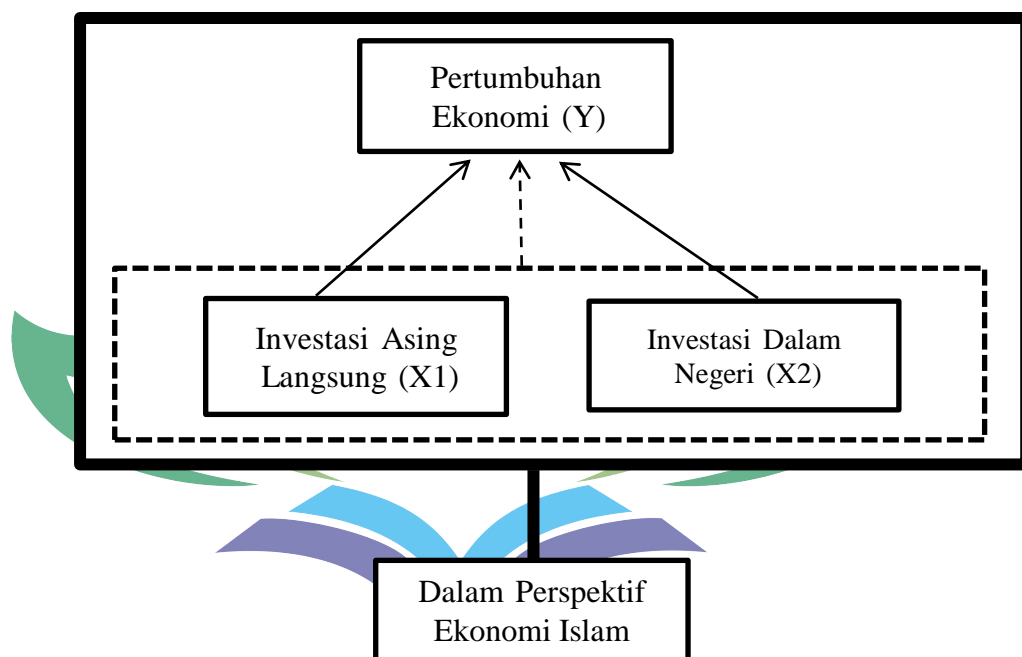 Pertumbuhan
Ekonomi (Y)
Investasi Asing
Langsung (X1)
Investasi Dalam
Negeri (X2)
Dalam Perspektif
Ekonomi Islam